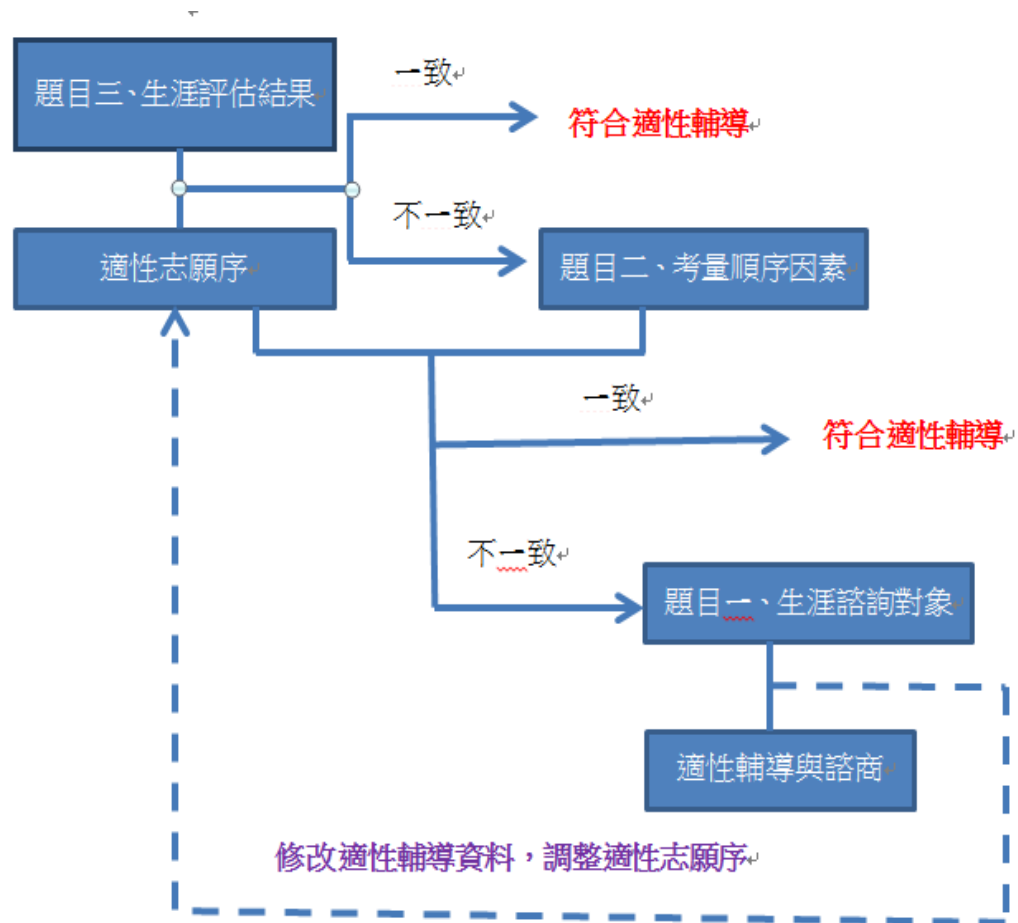 題目三、生涯評估結果
一致
符合適性輔導
不一致
適性志願序
題目二、考量順序因素
一致
符合適性輔導
不一致
題目一、生涯諮詢對象
適性輔導與諮商
修改適性輔導資料，調整適性志願序